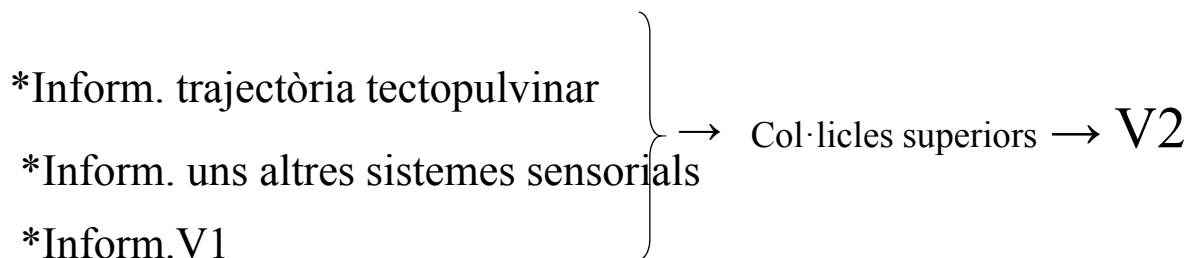 *Inform. trajectòria tectopulvinar
→ Col·licles superiors → V2
*Inform. uns altres sistemes sensorials
*Inform.V1